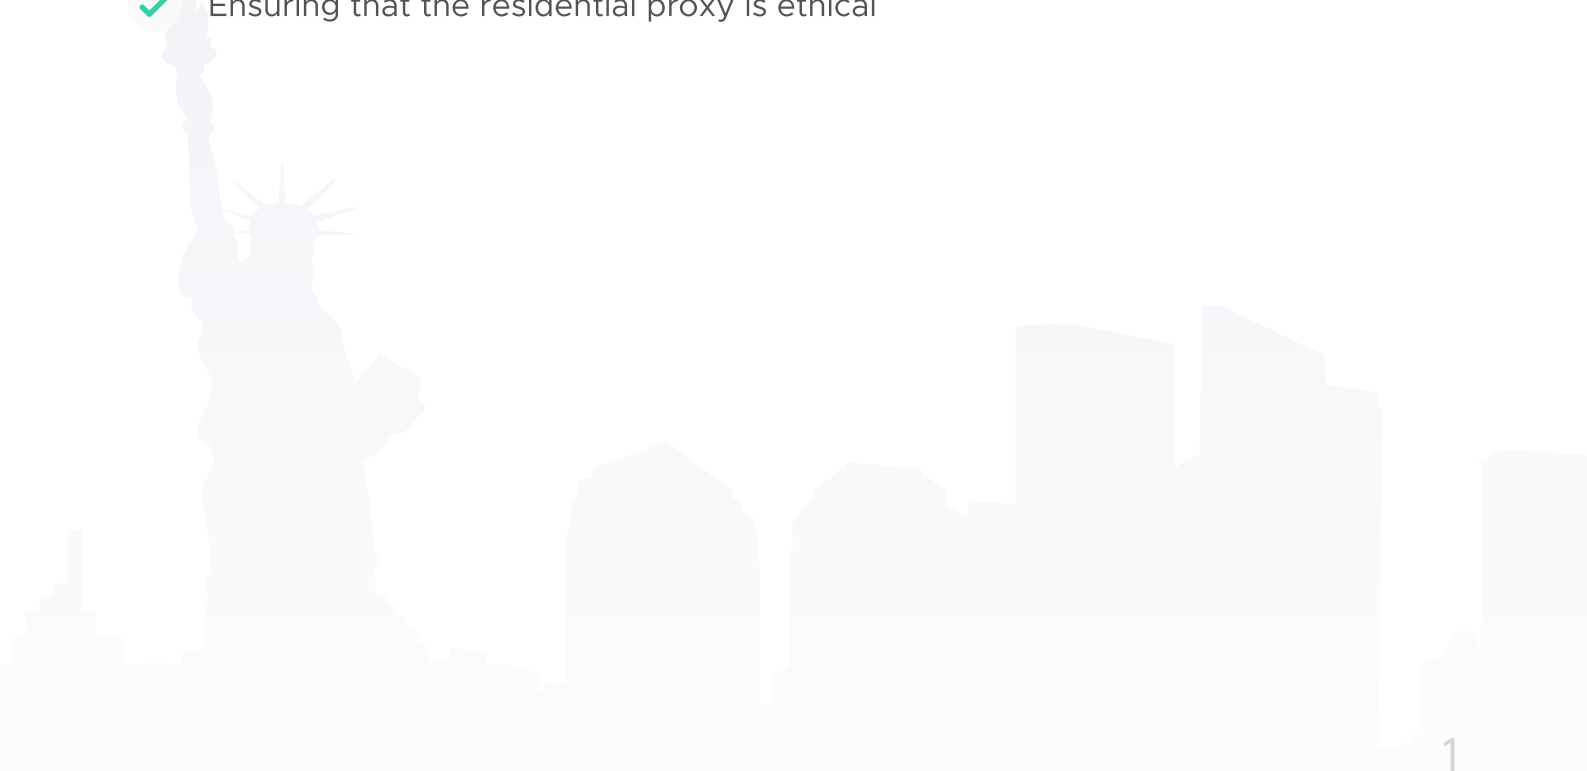 Ensuring that the residential proxy is ethical
1